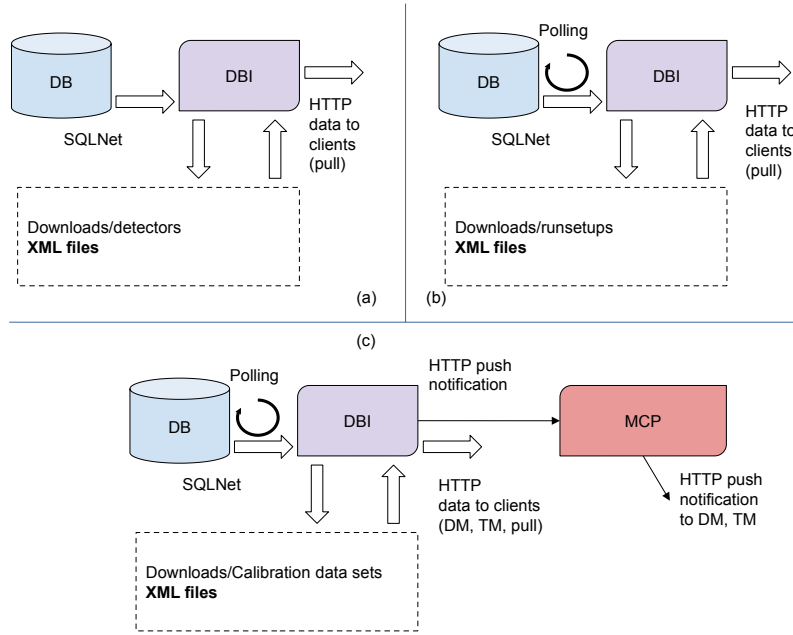 DB
DBI
SQLNet
HTTP
data to
clients
(pull)
Downloads/detectors
XML files
(a)
Polling
DB
DBI
SQLNet
HTTP
data to
clients
(pull)
Downloads/runsetups
XML files
(b)
(c)
Polling
DB
DBI
SQLNet
HTTP push
notification
MCP
HTTP
data to clients
(DM, TM, pull)
HTTP push
notification
to DM, TM
Downloads/Calibration data sets
XML files